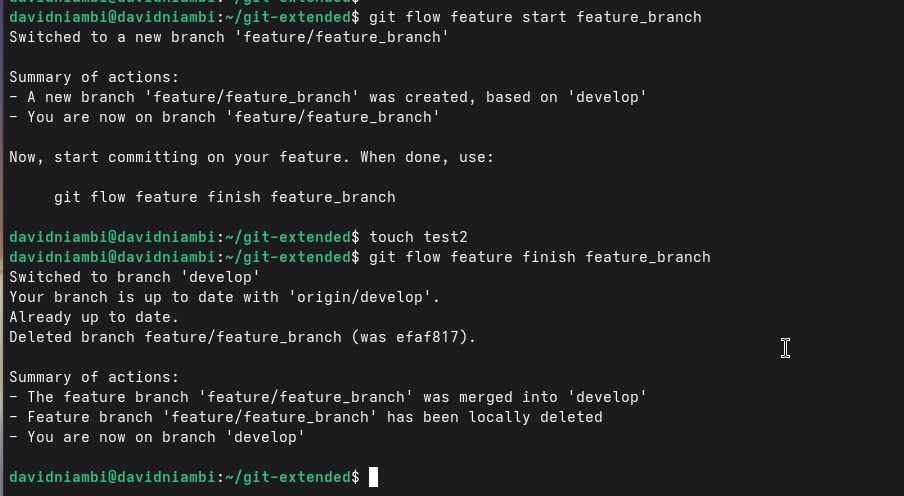 davidniambi@davidniambi:~/git-extended$ git flow feature start feature_branch
Switched to a new branch 'feature/feature_branch'
Summary of actions:
- A new branch 'feature/feature_branch' was created, based on 'develop'
- You are now on branch 'feature/feature_branch'
Now, start committing on your feature. When done, use:
git flow feature finish feature_branch
davidniambi@davidniambi:~/git-extended$ touch test2
davidniambi@davidniambi:~/git-extended$ git flow feature finish feature_branch
Switched to branch 'develop'
Your branch is up to date with 'origin/develop'.
Already up to date.
Deleted branch feature/feature_branch (was efaf817).
Summary of actions:
- The feature branch 'feature/feature_branch' was merged into 'develop'
- Feature branch 'feature/feature_branch' has been locally deleted
- You are now on branch 'develop'
davidniambi@davidniambi:~/git-extended$